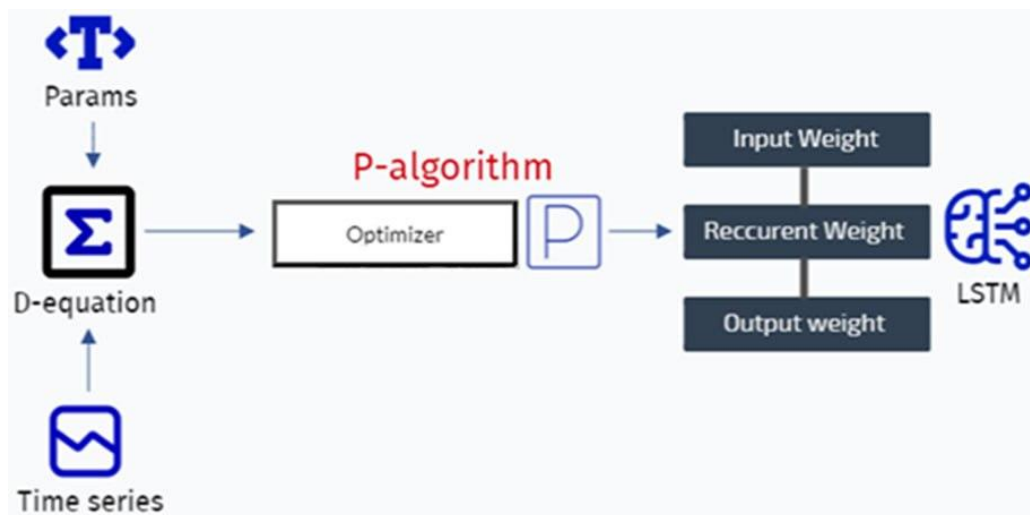 Params
P-algorithm
Input Weight
Optimizer
P
Reccurent Weight
D-equation
LSTM
Output weight
Time series